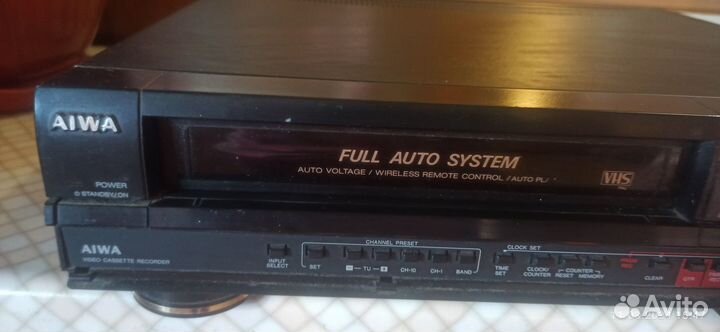 AIWA
FULL AUTO SYSTEM
AUTO VOLTAGE / WIRELESS REMOTE CONTROL / AUTO PL/
VHS
POWER
STANDBY/ON
AIWA
VIDEO CASSETTE RECORDER
INPUT SELECT
CHANNEL PRESET
SET
TU
CH-10
CH-1
BAND
CLOCK SET
TIME SET
CLOCK/ COUNTER
COUNTER
RESET
MEMORY
CLEAR
OTR
Avito